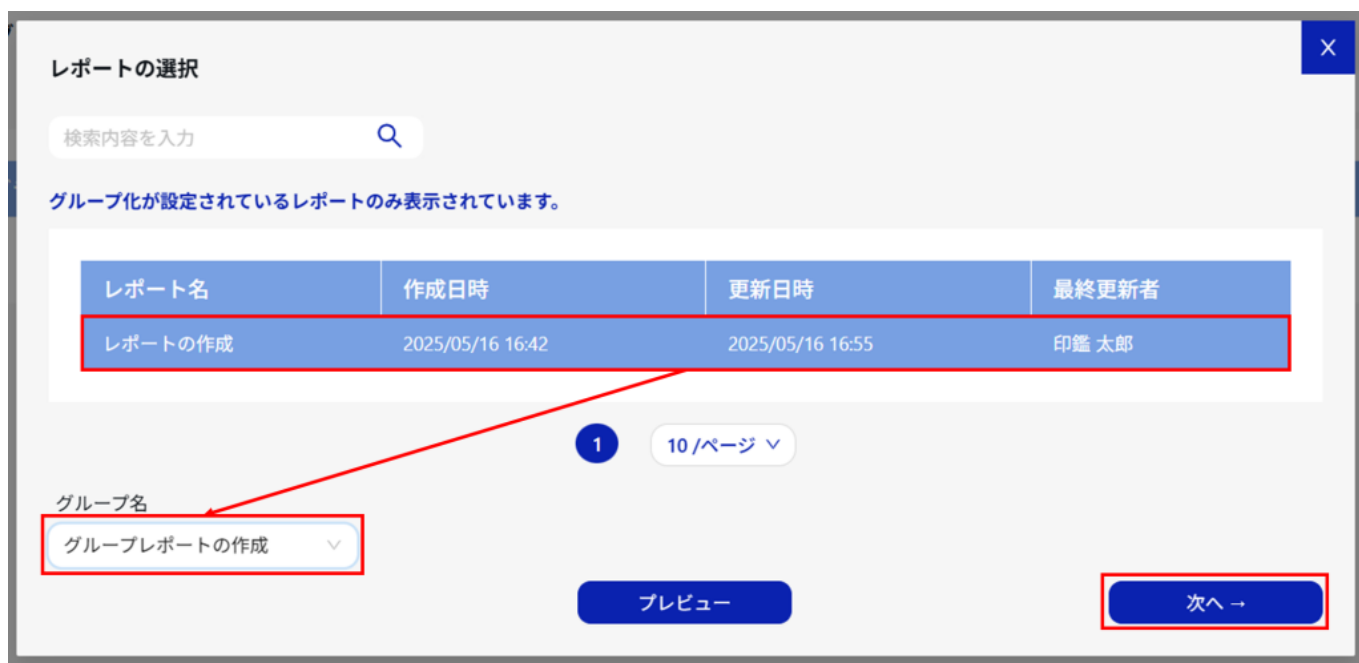 レポートの選択
X
検索内容を入力
グループ化が設定されているレポートのみ表示されています。
レポート名 作成日時 更新日時 最終更新者
レポートの作成 2025/05/16 16:42 2025/05/16 16:55 印鑑 太郎
1 10 /ページ
グループ名
グループレポートの作成
プレビュー 次へ →